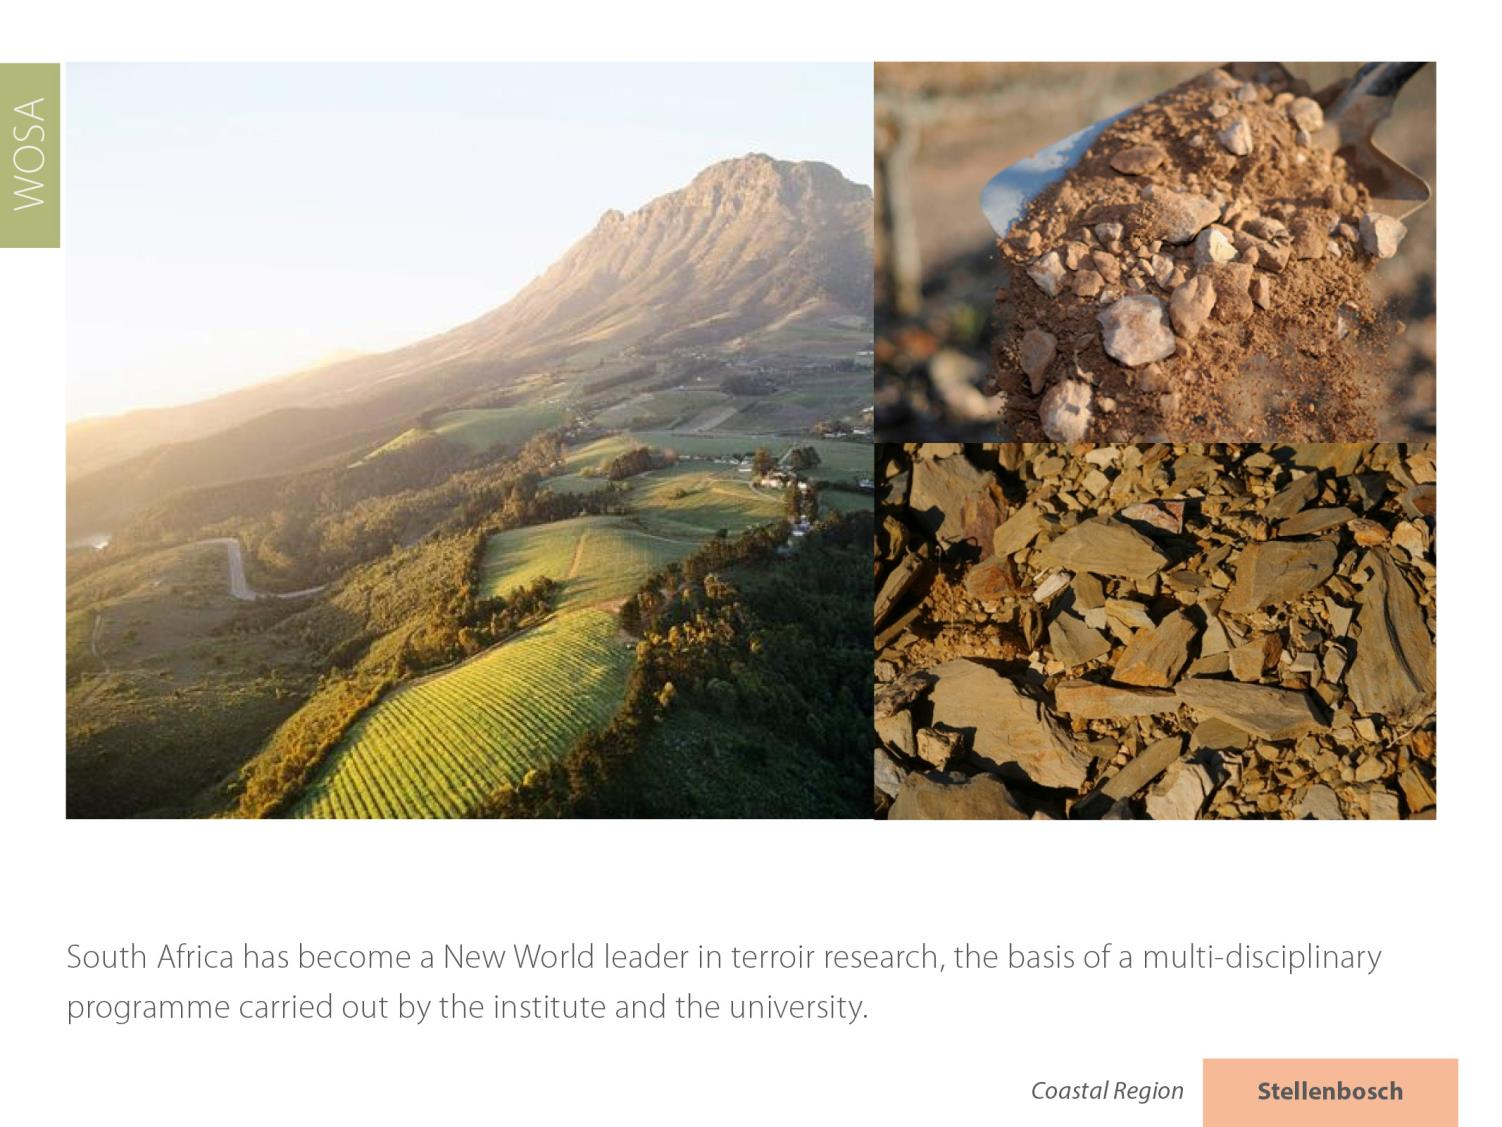 WOSA
South Africa has become a New World leader in terroir research, the basis of a multi-disciplinary
programme carried out by the institute and the university.
Coastal Region
Stellenbosch